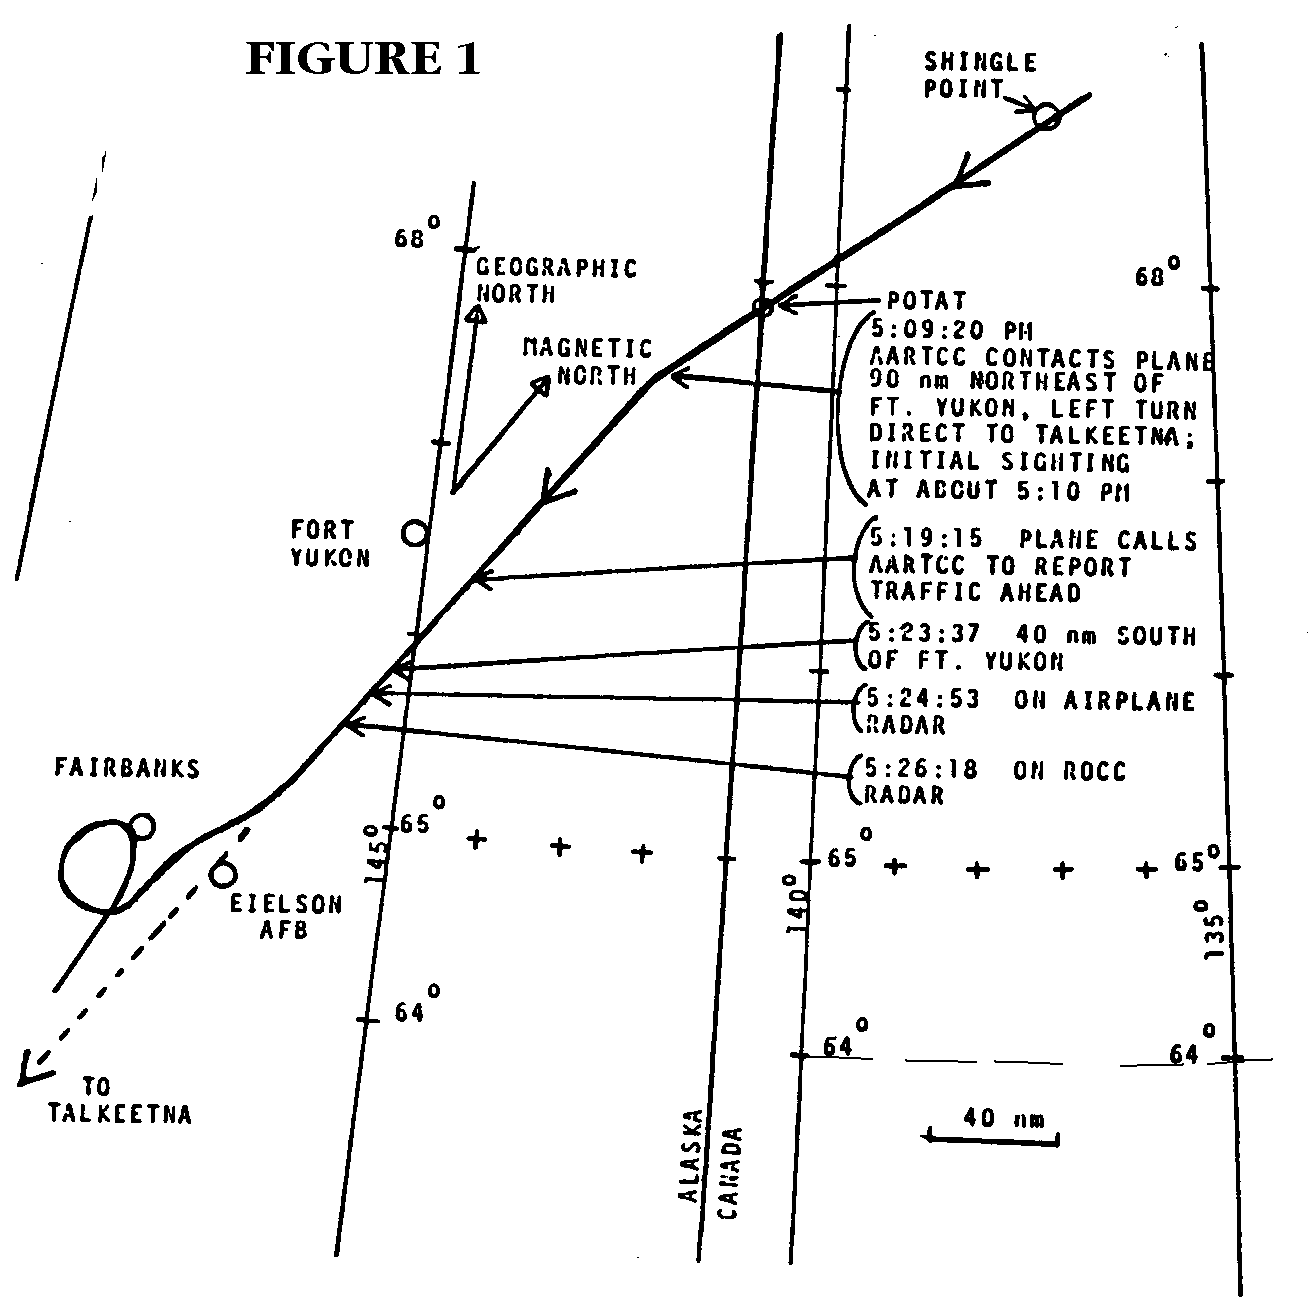 FIGURE 1
SHINGLE
POINT
68°
GEOGRAPHIC
NORTH
68°
MAGNETIC
NORTH
POTAT
5:09:20 PM
AARTCC CONTACTS PLANE
90 nm NORTHEAST OF
FT. YUKON, LEFT TURN
DIRECT TO TALKEETNA;
INITIAL SIGHTING
AT ABOUT 5:10 PM
FORT
YUKON
5:19:15 PLANE CALLS
AARTCC TO REPORT
TRAFFIC AHEAD
5:23:37 40 nm SOUTH
OF FT. YUKON
5:24:53 ON AIRPLANE
RADAR
5:26:18 ON ROCC
RADAR
FAIRBANKS
65°
145°
65°
140°
65°
135°
EIELSON
AFB
64°
64°
64°
TO
TALKEETNA
40 nm
ALASKA
CANADA